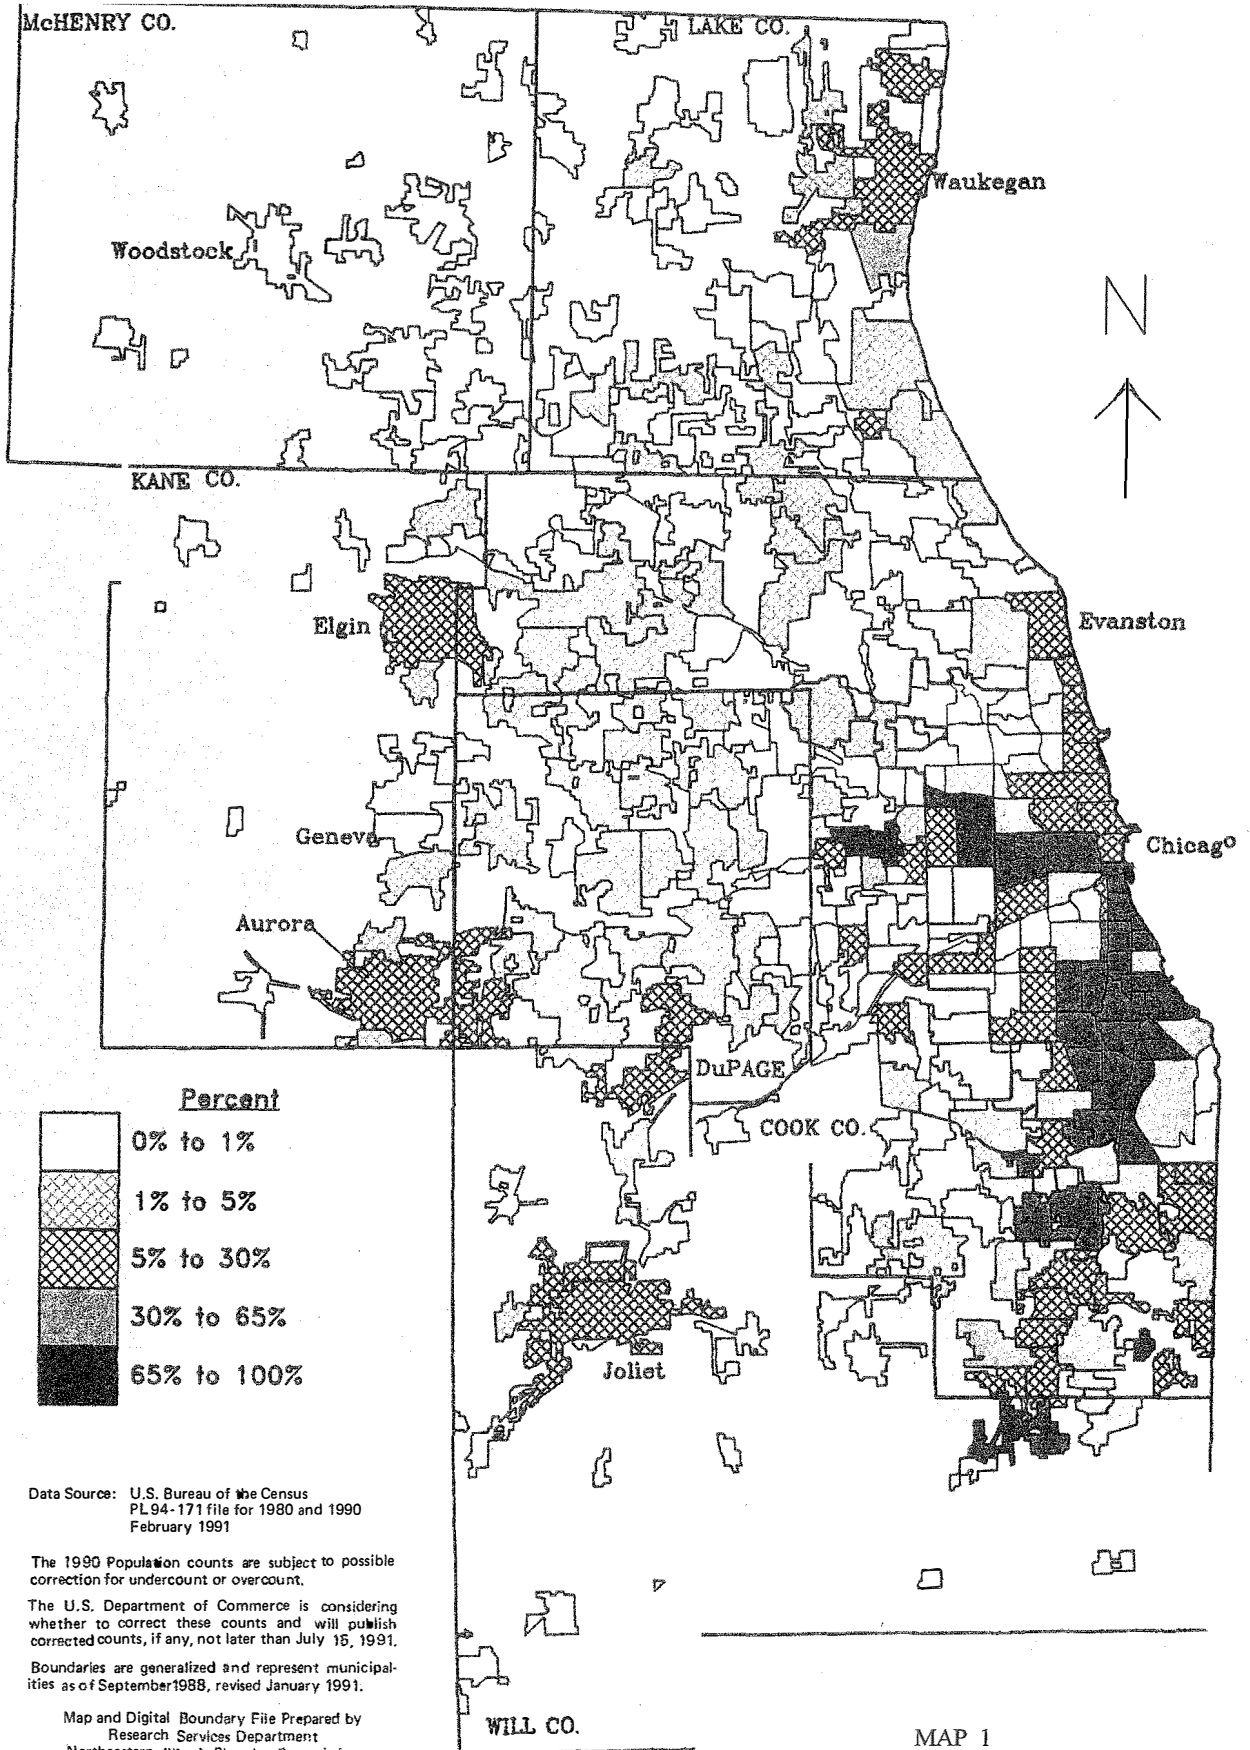 McHENRY CO.
LAKE CO.
Waukegan
Woodstock
N
KANE CO.
Elgin
Evanston
Geneva
Chicago
Aurora
DuPAGE
COOK CO.
Percent
0% to 1%
1% to 5%
5% to 30%
30% to 65%
65% to 100%
Joliet
Data Source: U.S. Bureau of the Census
PL94-171 file for 1980 and 1990
February 1991
The 1990 Population counts are subject to possible
correction for undercount or overcount.
The U.S. Department of Commerce is considering
whether to correct these counts and will publish
corrected counts, if any, not later than July 15, 1991.
Boundaries are generalized and represent municipal-
ities as of September1988, revised January 1991.
Map and Digital Boundary File Prepared by
Research Services Department
WILL CO.
MAP 1